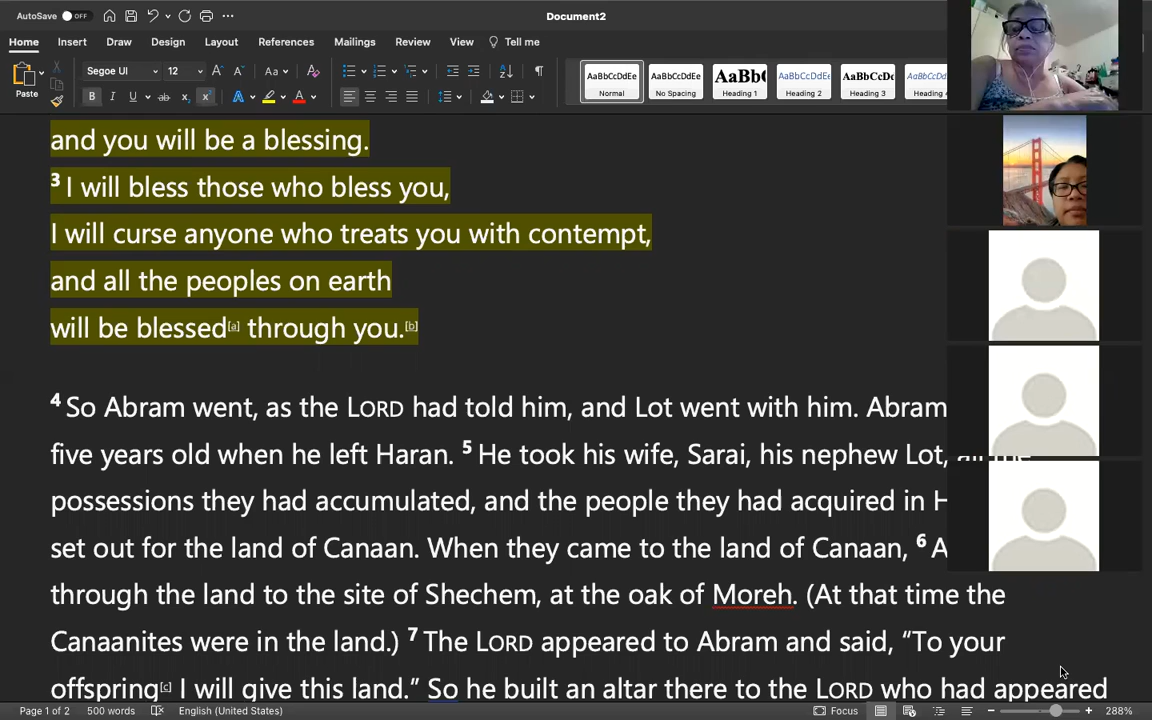 AutoSave OFF Document2
Home Insert Draw Design Layout References Mailings Review View Tell me
Paste Segoe UI 12 Aa
AaBbCcDdEe Normal AaBbCcDdEe No Spacing AaBb( Heading 1 AaBbCcDdEe Heading 2 AaBbCcDc Heading 3 AaBbCcDdEe Heading
and you will be a blessing.
3 I will bless those who bless you,
I will curse anyone who treats you with contempt,
and all the peoples on earth
will be blessed[a] through you.[b]
4 So Abram went, as the LORD had told him, and Lot went with him. Abram
five years old when he left Haran. 5 He took his wife, Sarai, his nephew Lot, all the
possessions they had accumulated, and the people they had acquired in H
set out for the land of Canaan. When they came to the land of Canaan, 6 A
through the land to the site of Shechem, at the oak of Moreh. (At that time the
Canaanites were in the land.) 7 The LORD appeared to Abram and said, “To your
offspring[c] I will give this land.” So he built an altar there to the LORD who had appeared
Page 1 of 2 500 words English (United States) Focus 288%